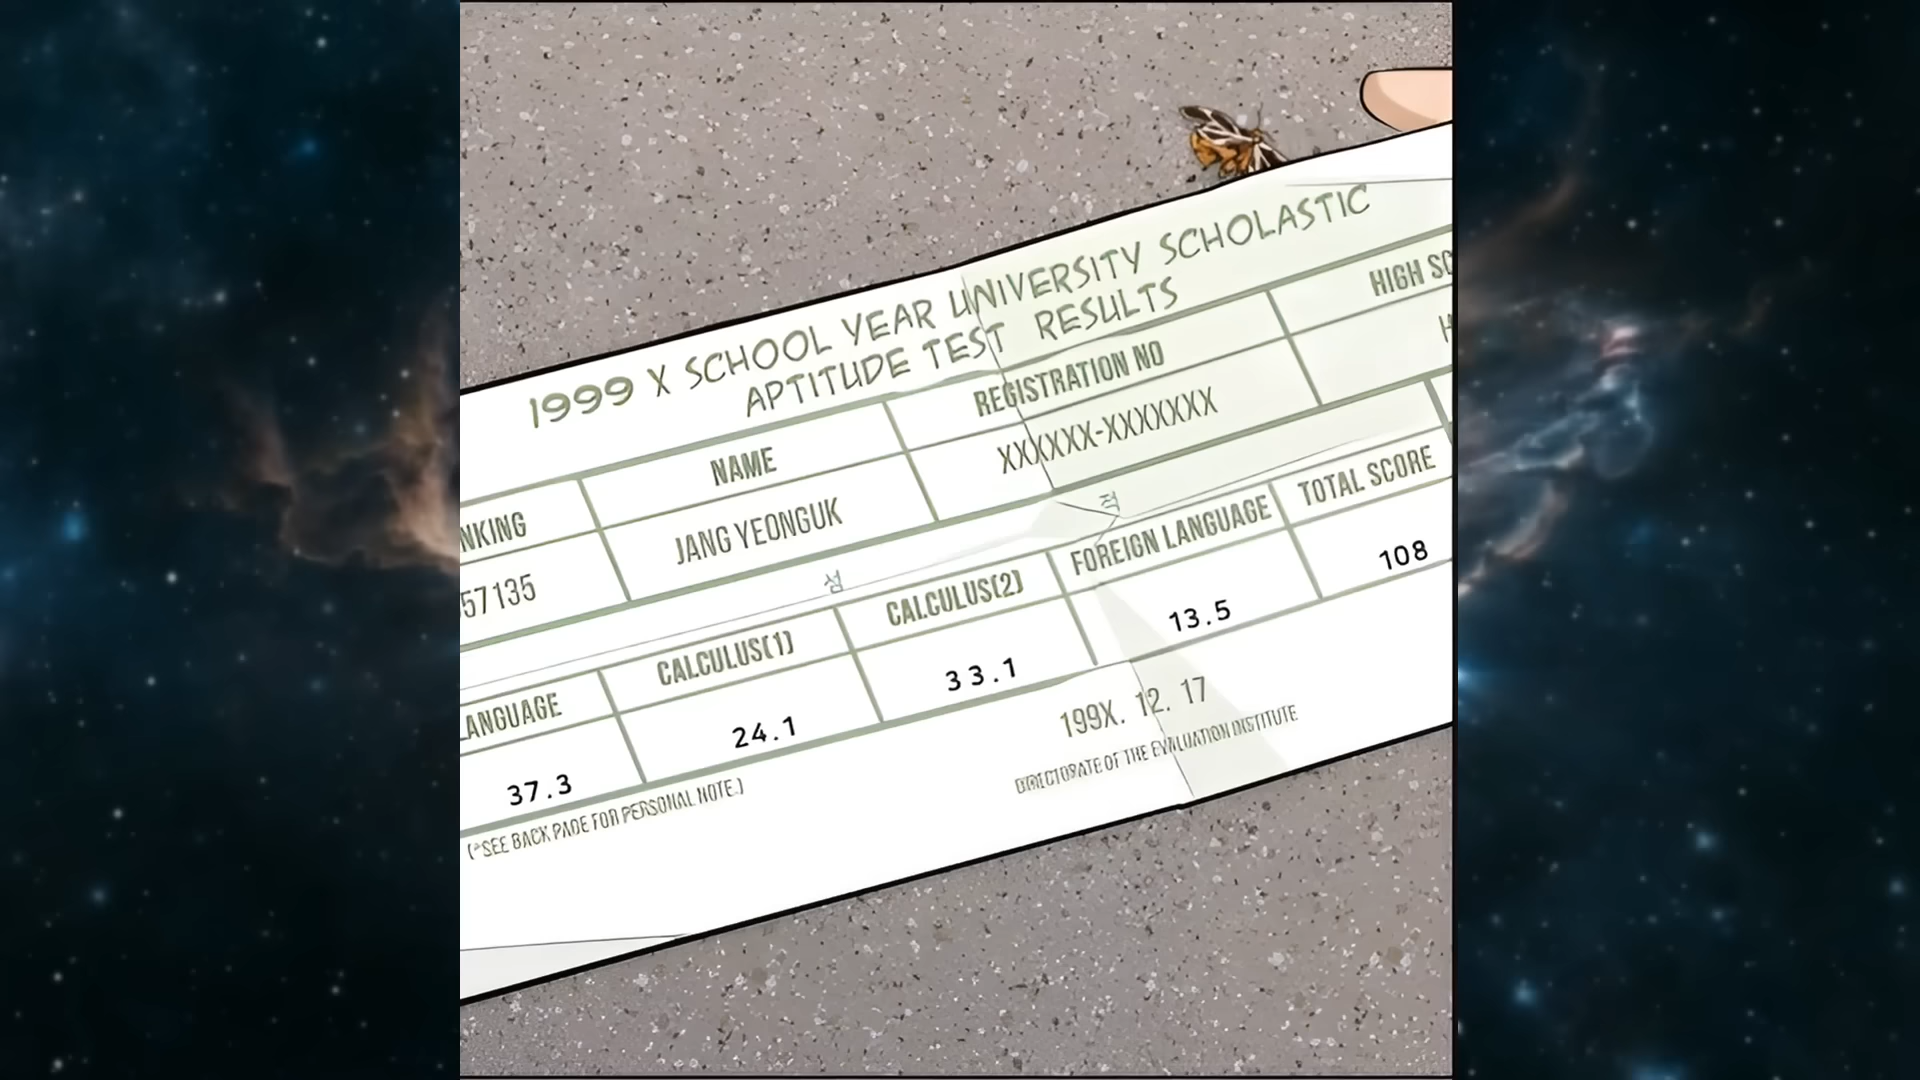 1999 X SCHOOL YEAR UNIVERSITY SCHOLASTIC
APTITUDE TEST RESULTS
NKING NAME REGISTRATION NO HIGH SC
57135 JANG YEONGUK XXXXXX-XXXXXXX H
섬 적
ANGUAGE CALCULUS(1) CALCULUS(2) FOREIGN LANGUAGE TOTAL SCORE
37.3 24.1 33.1 13.5 108
(*SEE BACK PAGE FOR PERSONAL NOTE.)
199X. 12. 17
DIRECTORATE OF THE EVALUATION INSTITUTE